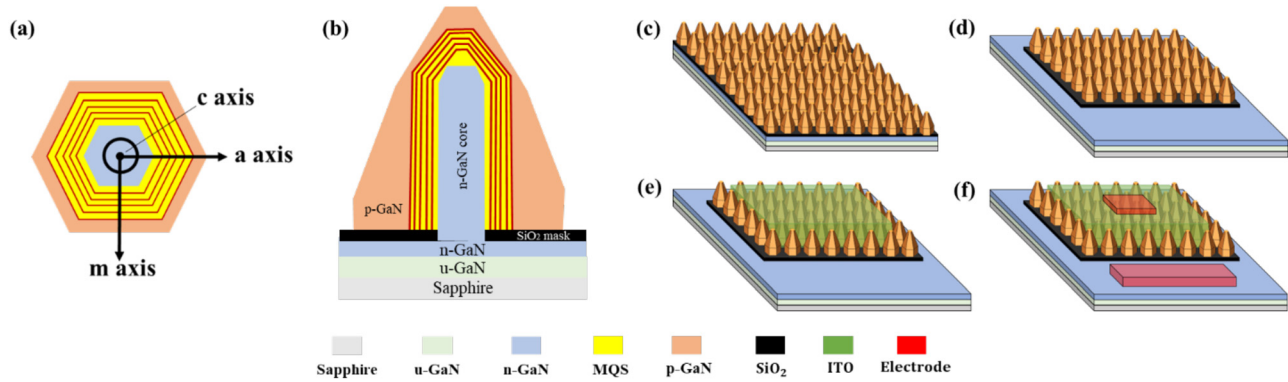 (a)
c axis
a axis
m axis
(b)
n-GaN core
p-GaN
SiO₂ mask
n-GaN
u-GaN
Sapphire
(c)
(d)
(e)
(f)
Sapphire
u-GaN
n-GaN
MQS
p-GaN
SiO₂
ITO
Electrode